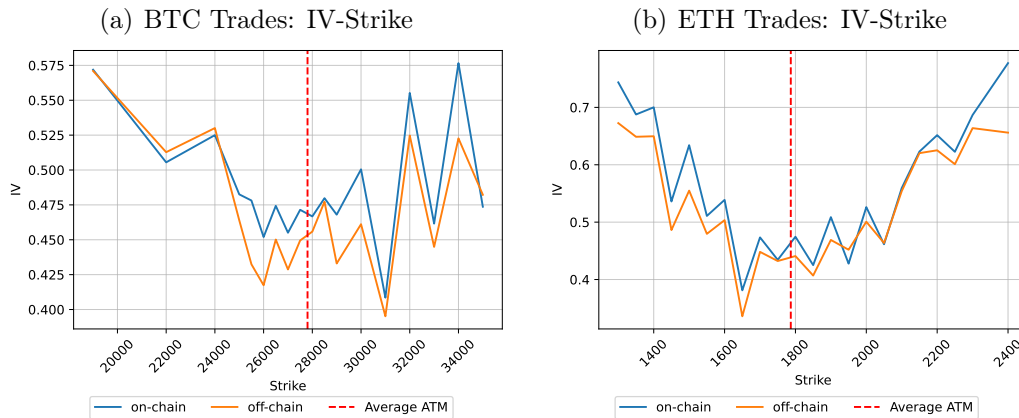 (a) BTC Trades: IV-Strike
0.575
0.550
0.525
0.500
0.475
0.450
0.425
0.400
IV
20000
22000
24000
26000
28000
30000
32000
34000
Strike
on-chain
off-chain
Average ATM
(b) ETH Trades: IV-Strike
0.7
0.6
0.5
0.4
IV
1400
1600
1800
2000
2200
2400
Strike
on-chain
off-chain
Average ATM